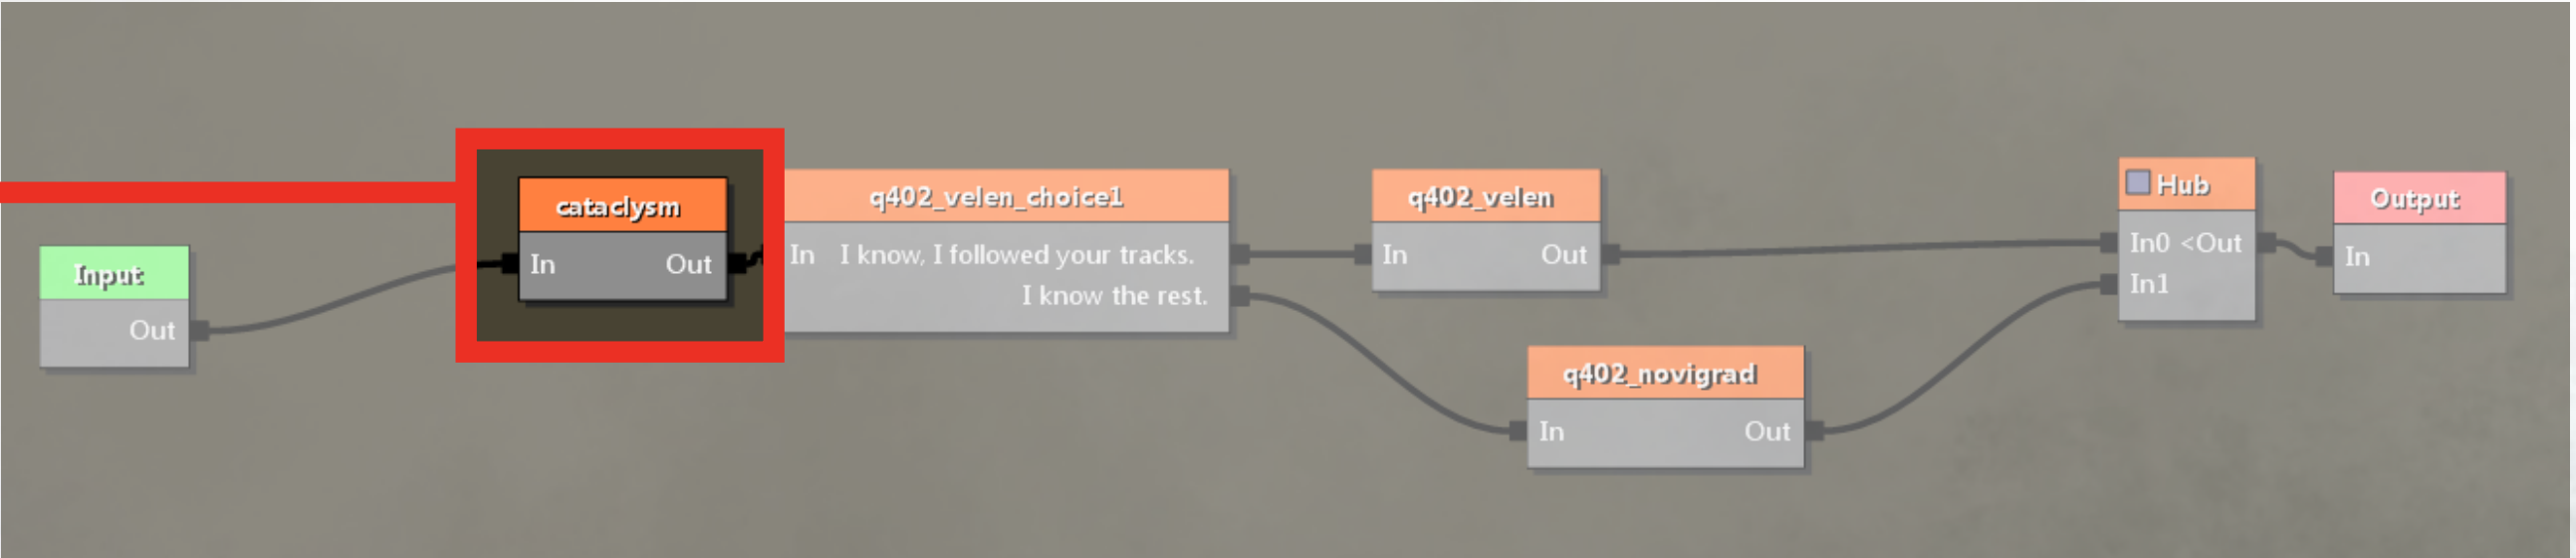 Input
Out
cataclysm
In Out
q402_velen_choice1
In I know, I followed your tracks.
I know the rest.
q402_velen
In Out
q402_novigrad
In Out
Hub
In0 <Out
In1
Output
In